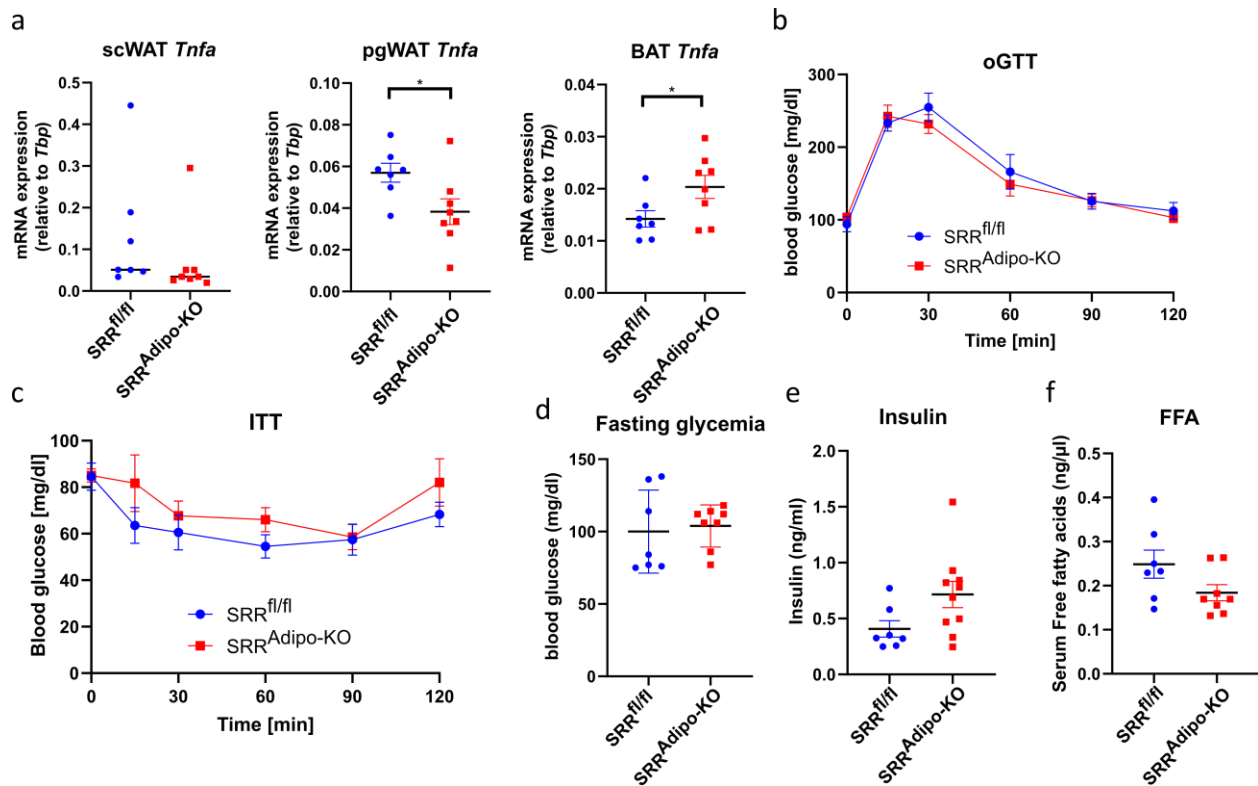 a
scWAT Tnfa
pgWAT Tnfa
BAT Tnfa
mRNA expression
(relative to Tbp)
0.5
0.4
0.3
0.2
0.1
0.0
SRRfl/fl
SRRAdipo-KO
mRNA expression
(relative to Tbp)
0.10
0.08
0.06
0.04
0.02
0.00
*
SRRfl/fl
SRRAdipo-KO
mRNA expression
(relative to Tbp)
0.04
0.03
0.02
0.01
0.00
*
SRRfl/fl
SRRAdipo-KO
b
oGTT
blood glucose [mg/dl]
300
200
100
0
SRRfl/fl
SRRAdipo-KO
0 30 60 90 120
Time [min]
c
ITT
Blood glucose [mg/dl]
100
80
60
40
20
0
SRRfl/fl
SRRAdipo-KO
0 30 60 90 120
Time [min]
d
Fasting glycemia
blood glucose (mg/dl)
150
100
50
0
SRRfl/fl
SRRAdipo-KO
e
Insulin
Insulin (ng/ml)
2.0
1.5
1.0
0.5
0.0
SRRfl/fl
SRRAdipo-KO
f
FFA
Serum Free fatty acids (ng/µl)
0.5
0.4
0.3
0.2
0.1
0.0
SRRfl/fl
SRRAdipo-KO